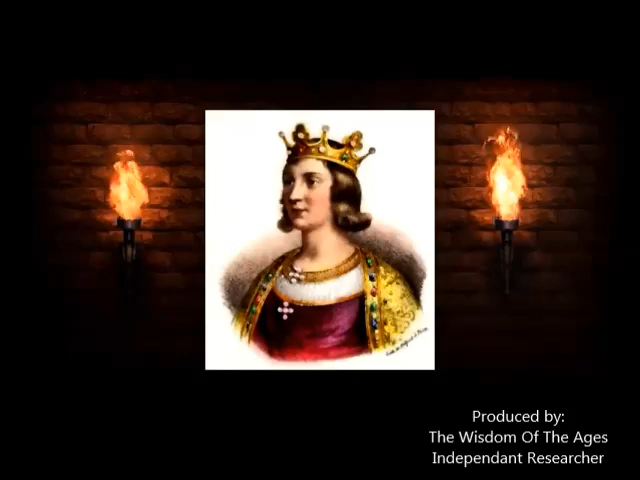 Produced by:
The Wisdom Of The Ages
Independant Researcher